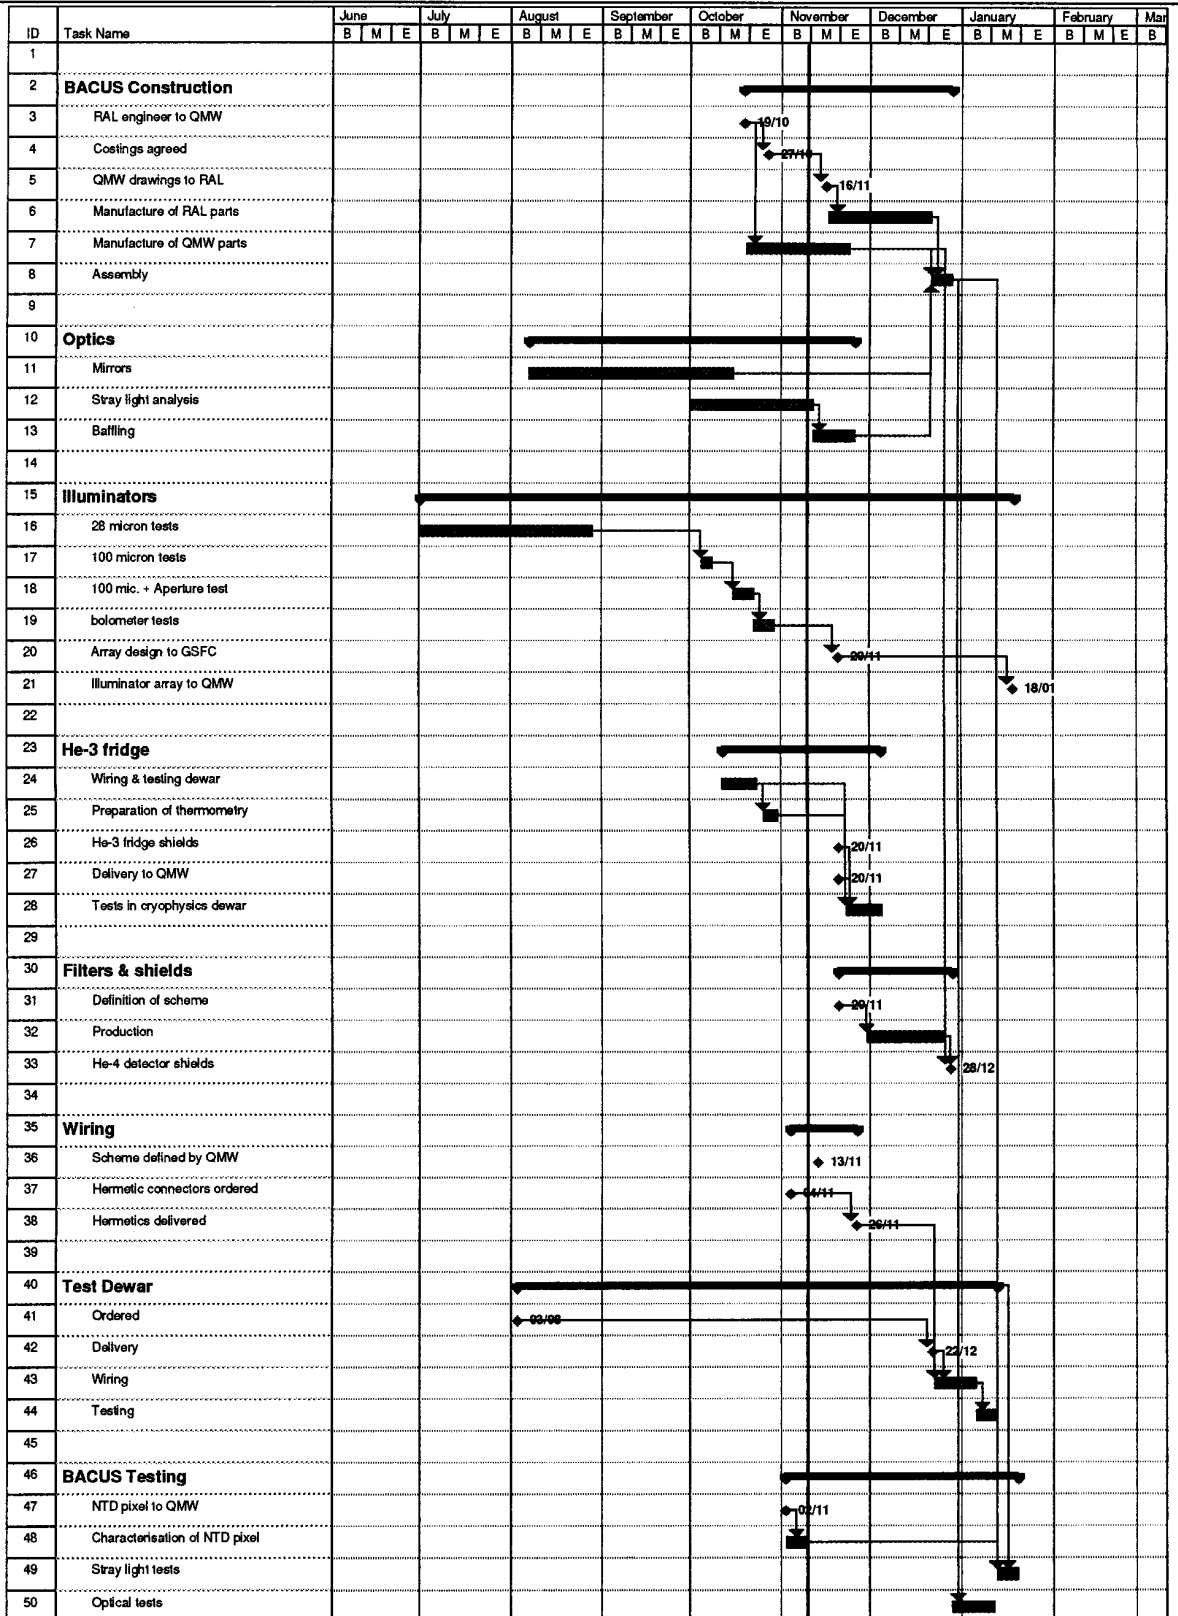 June July August September October November December January February Mar
ID Task Name B M E B M E B M E B M E B M E B M E B M E B M E B M E B
1
2 BACUS Construction
3 RAL engineer to QMW 19/10
4 Costings agreed 27/10
5 QMW drawings to RAL 16/11
6 Manufacture of RAL parts
7 Manufacture of QMW parts
8 Assembly
9
10 Optics
11 Mirrors
12 Stray light analysis
13 Baffling
14
15 Illuminators
16 28 micron tests
17 100 micron tests
18 100 mic. + Aperture test
19 bolometer tests
20 Array design to GSFC 20/11
21 Illuminator array to QMW 18/01
22
23 He-3 fridge
24 Wiring & testing dewar
25 Preparation of thermometry
26 He-3 fridge shields 20/11
27 Delivery to QMW 20/11
28 Tests in cryophysics dewar
29
30 Filters & shields
31 Definition of scheme 20/11
32 Production
33 He-4 detector shields 28/12
34
35 Wiring
36 Scheme defined by QMW 13/11
37 Hermetic connectors ordered 04/11
38 Hermetics delivered 26/11
39
40 Test Dewar
41 Ordered 03/08
42 Delivery 22/12
43 Wiring
44 Testing
45
46 BACUS Testing
47 NTD pixel to QMW 02/11
48 Characterisation of NTD pixel
49 Stray light tests
50 Optical tests